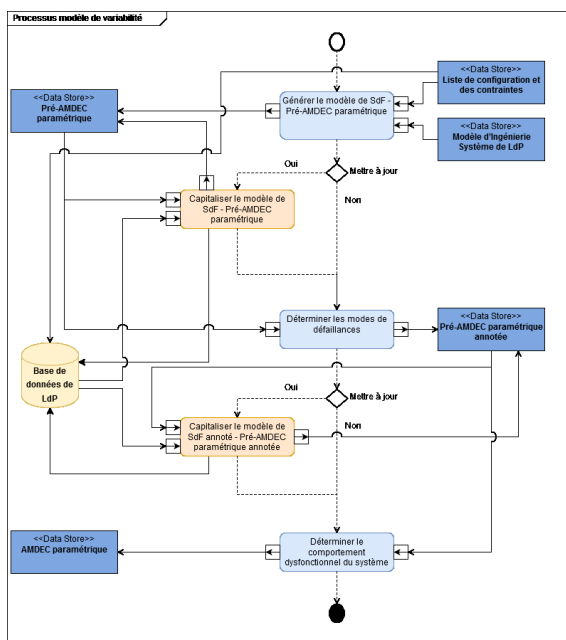 Processus modèle de variabilité
<<Data Store>>
Pré-AMDEC
paramétrique
Générer le modèle de SdF -
Pré-AMDEC paramétrique
<<Data Store>>
Liste de configuration et
des contraintes
<<Data Store>>
Modèle d'Ingénierie
Système de LdP
Oui
Mettre à jour
Non
Capitaliser le modèle de
SdF - Pré-AMDEC
paramétrique
Déterminer les modes de
défaillances
<<Data Store>>
Pré-AMDEC paramétrique
annotée
Base de
données de
LdP
Oui
Mettre à jour
Non
Capitaliser le modèle de
SdF annoté - Pré-AMDEC
paramétrique annotée
<<Data Store>>
AMDEC paramétrique
Déterminer le
comportement
dysfonctionnel du système